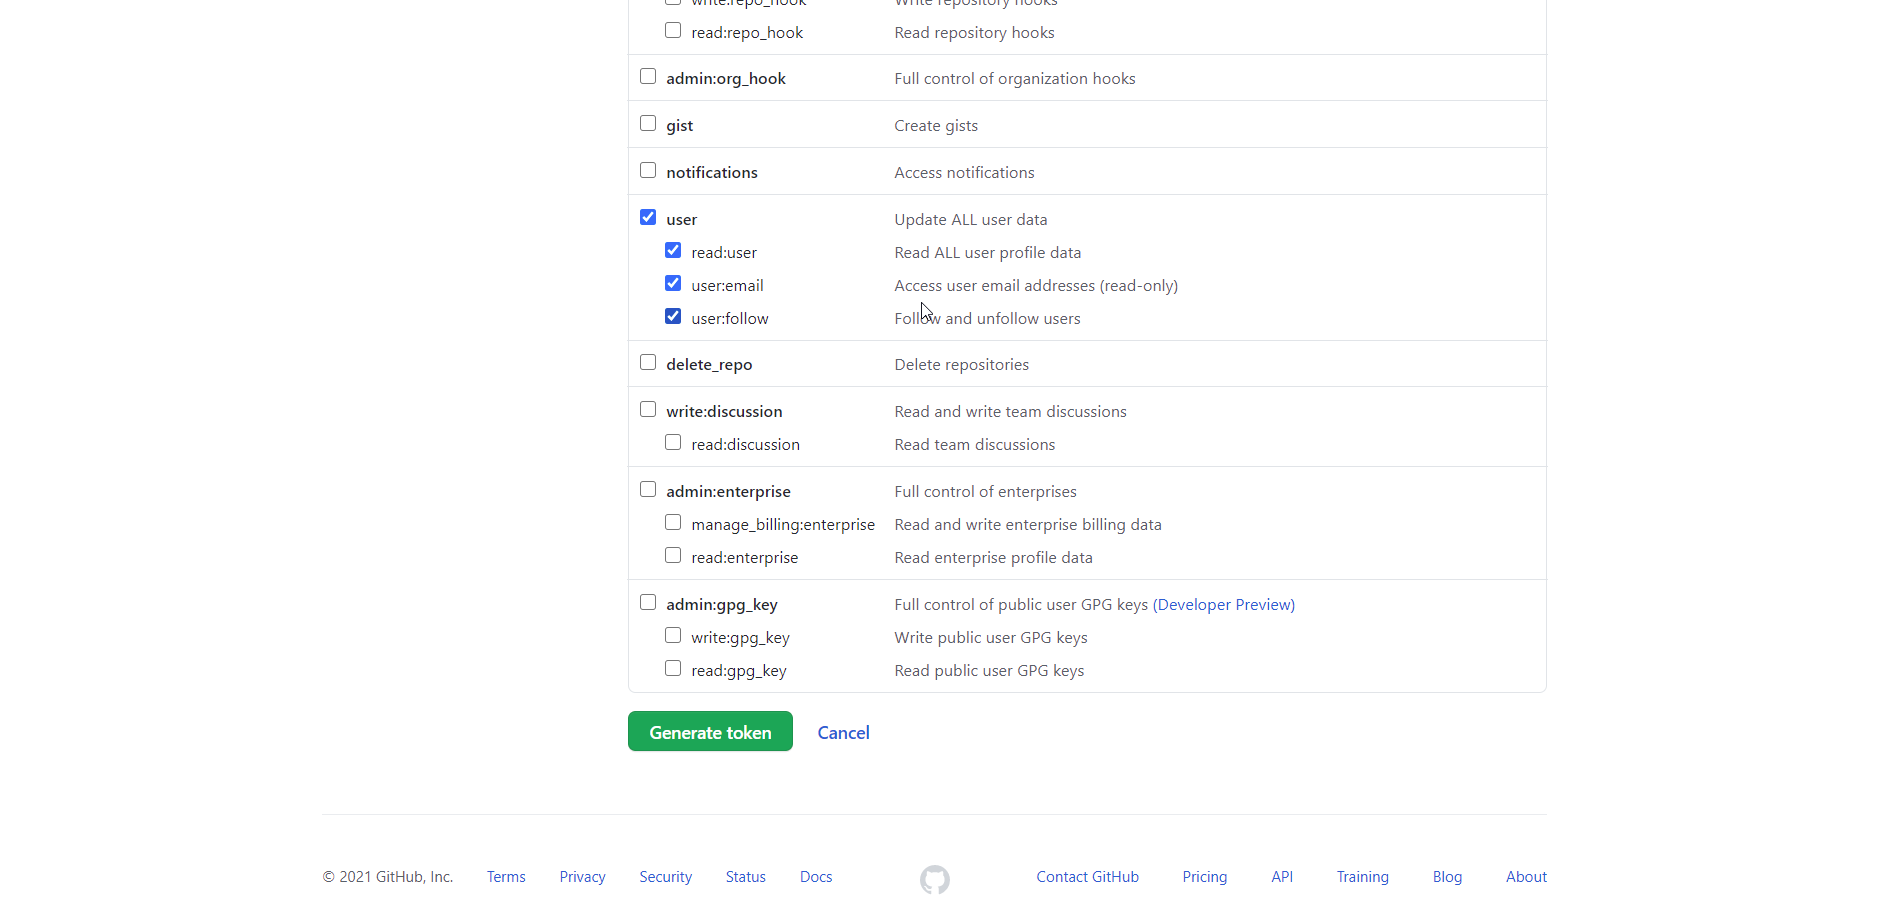 write:repo_hook Write repository hooks
read:repo_hook Read repository hooks
admin:org_hook Full control of organization hooks
gist Create gists
notifications Access notifications
user Update ALL user data
read:user Read ALL user profile data
user:email Access user email addresses (read-only)
user:follow Follow and unfollow users
delete_repo Delete repositories
write:discussion Read and write team discussions
read:discussion Read team discussions
admin:enterprise Full control of enterprises
manage_billing:enterprise Read and write enterprise billing data
read:enterprise Read enterprise profile data
admin:gpg_key Full control of public user GPG keys (Developer Preview)
write:gpg_key Write public user GPG keys
read:gpg_key Read public user GPG keys
Generate token Cancel
© 2021 GitHub, Inc. Terms Privacy Security Status Docs Contact GitHub Pricing API Training Blog About